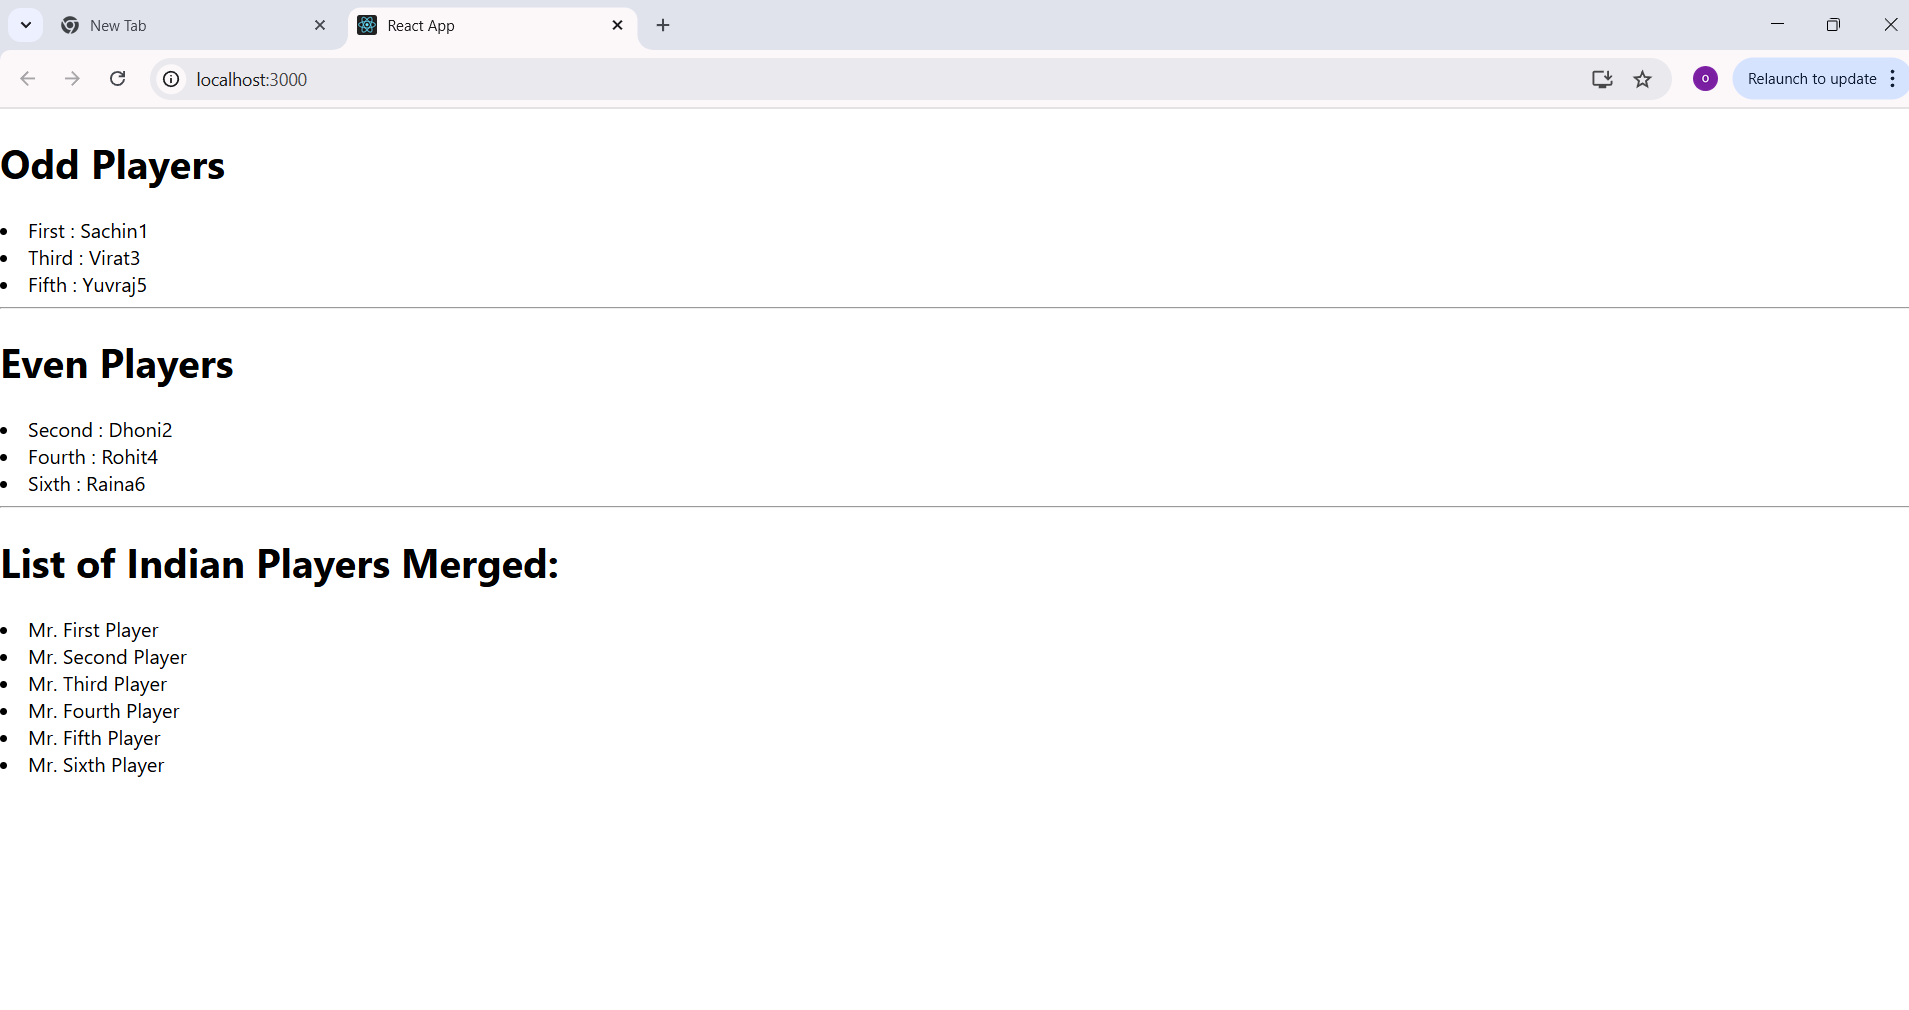 New Tab
React App
localhost:3000
o
Relaunch to update
Odd Players
First : Sachin1
Third : Virat3
Fifth : Yuvraj5
Even Players
Second : Dhoni2
Fourth : Rohit4
Sixth : Raina6
List of Indian Players Merged:
Mr. First Player
Mr. Second Player
Mr. Third Player
Mr. Fourth Player
Mr. Fifth Player
Mr. Sixth Player